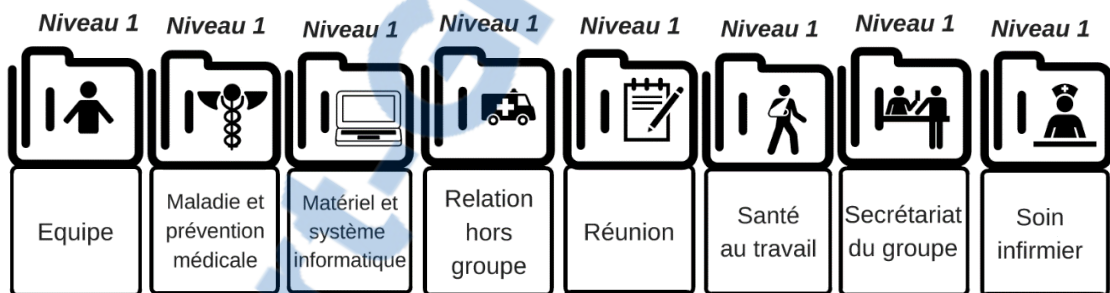 Niveau 1
Niveau 1
Niveau 1
Niveau 1
Niveau 1
Niveau 1
Niveau 1
Niveau 1
Equipe
Maladie et
prévention
médicale
Matériel et
système
informatique
Relation
hors
groupe
Réunion
Santé
au travail
Secrétariat
du groupe
Soin
infirmier